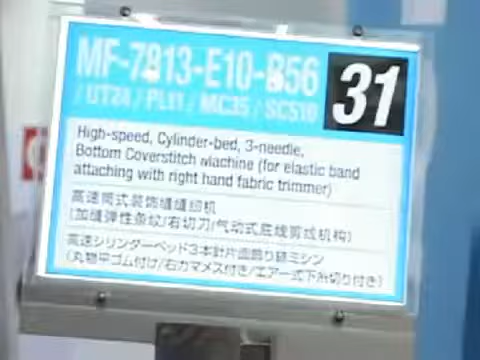 MF-7913-E10-B56
31
/ UT24 / PL11 / MC35 / SC510
High-speed, Cylinder-bed, 3-needle,
Bottom Coverstitch Machine (for elastic band
attaching with right hand fabric trimmer)
高速筒式装饰缝缝纫机
(加缝弹性条纹/右切刀/气动式底线剪线机构)
高速シリンダーベッド3本針片面飾り縫ミシン
(丸物平ゴム付け/右カマメス付き/エアー式下糸切り付き)